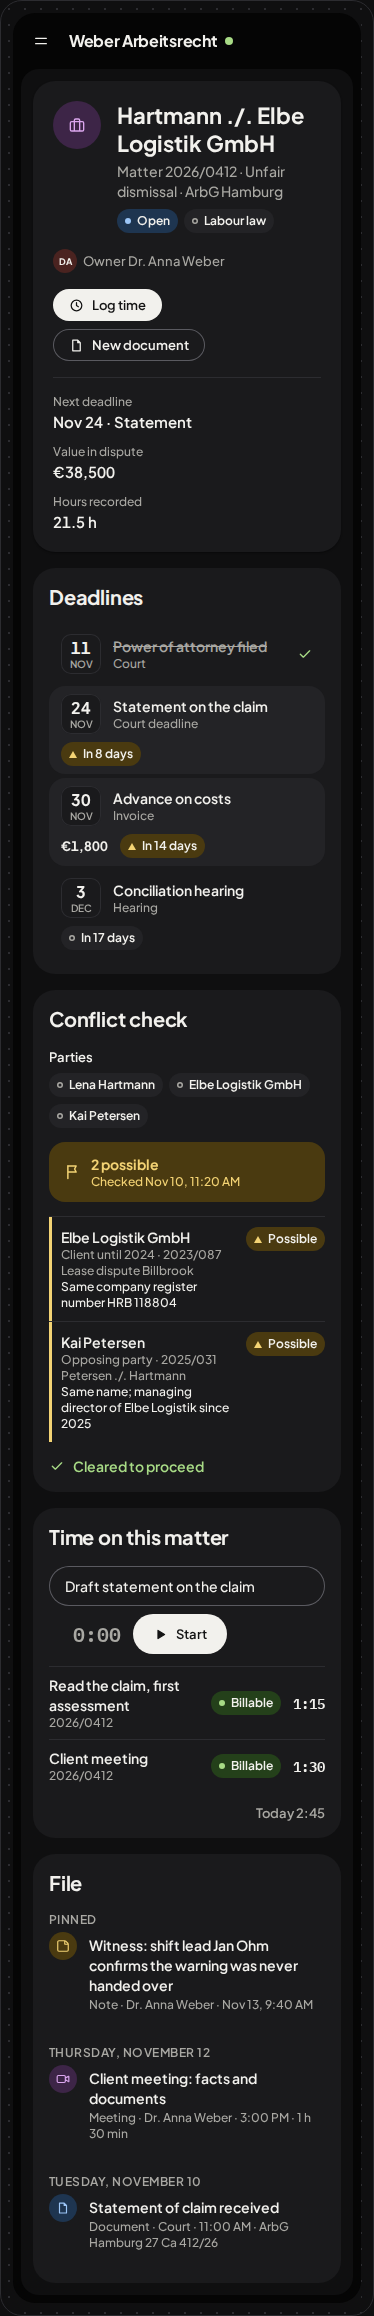 Weber Arbeitsrecht
Hartmann ./. Elbe
Logistik GmbH
Matter 2026/0412 · Unfair
dismissal · ArbG Hamburg
Open
Labour law
DA
Owner Dr. Anna Weber
Log time
New document
Next deadline
Nov 24 · Statement
Value in dispute
€38,500
Hours recorded
21.5 h
Deadlines
11
NOV
Power of attorney filed
Court
24
NOV
Statement on the claim
Court deadline
In 8 days
30
NOV
Advance on costs
Invoice
€1,800
In 14 days
3
DEC
Conciliation hearing
Hearing
In 17 days
Conflict check
Parties
Lena Hartmann
Elbe Logistik GmbH
Kai Petersen
2 possible
Checked Nov 10, 11:20 AM
Elbe Logistik GmbH
Possible
Client until 2024 · 2023/087
Lease dispute Billbrook
Same company register
number HRB 118804
Kai Petersen
Possible
Opposing party · 2025/031
Petersen ./. Hartmann
Same name; managing
director of Elbe Logistik since
2025
Cleared to proceed
Time on this matter
Draft statement on the claim
0:00
Start
Read the claim, first
assessment
2026/0412
Billable
1:15
Client meeting
2026/0412
Billable
1:30
Today 2:45
File
PINNED
Witness: shift lead Jan Ohm
confirms the warning was never
handed over
Note · Dr. Anna Weber · Nov 13, 9:40 AM
THURSDAY, NOVEMBER 12
Client meeting: facts and
documents
Meeting · Dr. Anna Weber · 3:00 PM · 1 h
30 min
TUESDAY, NOVEMBER 10
Statement of claim received
Document · Court · 11:00 AM · ArbG
Hamburg 27 Ca 412/26